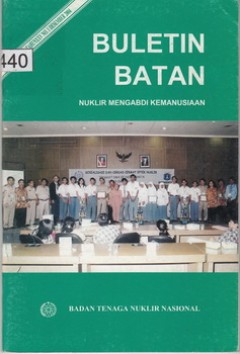 440
BULETIN
BATAN
NUKLIR MENGABDI KEMANUSIAAN
BADAN TENAGA NUKLIR NASIONAL